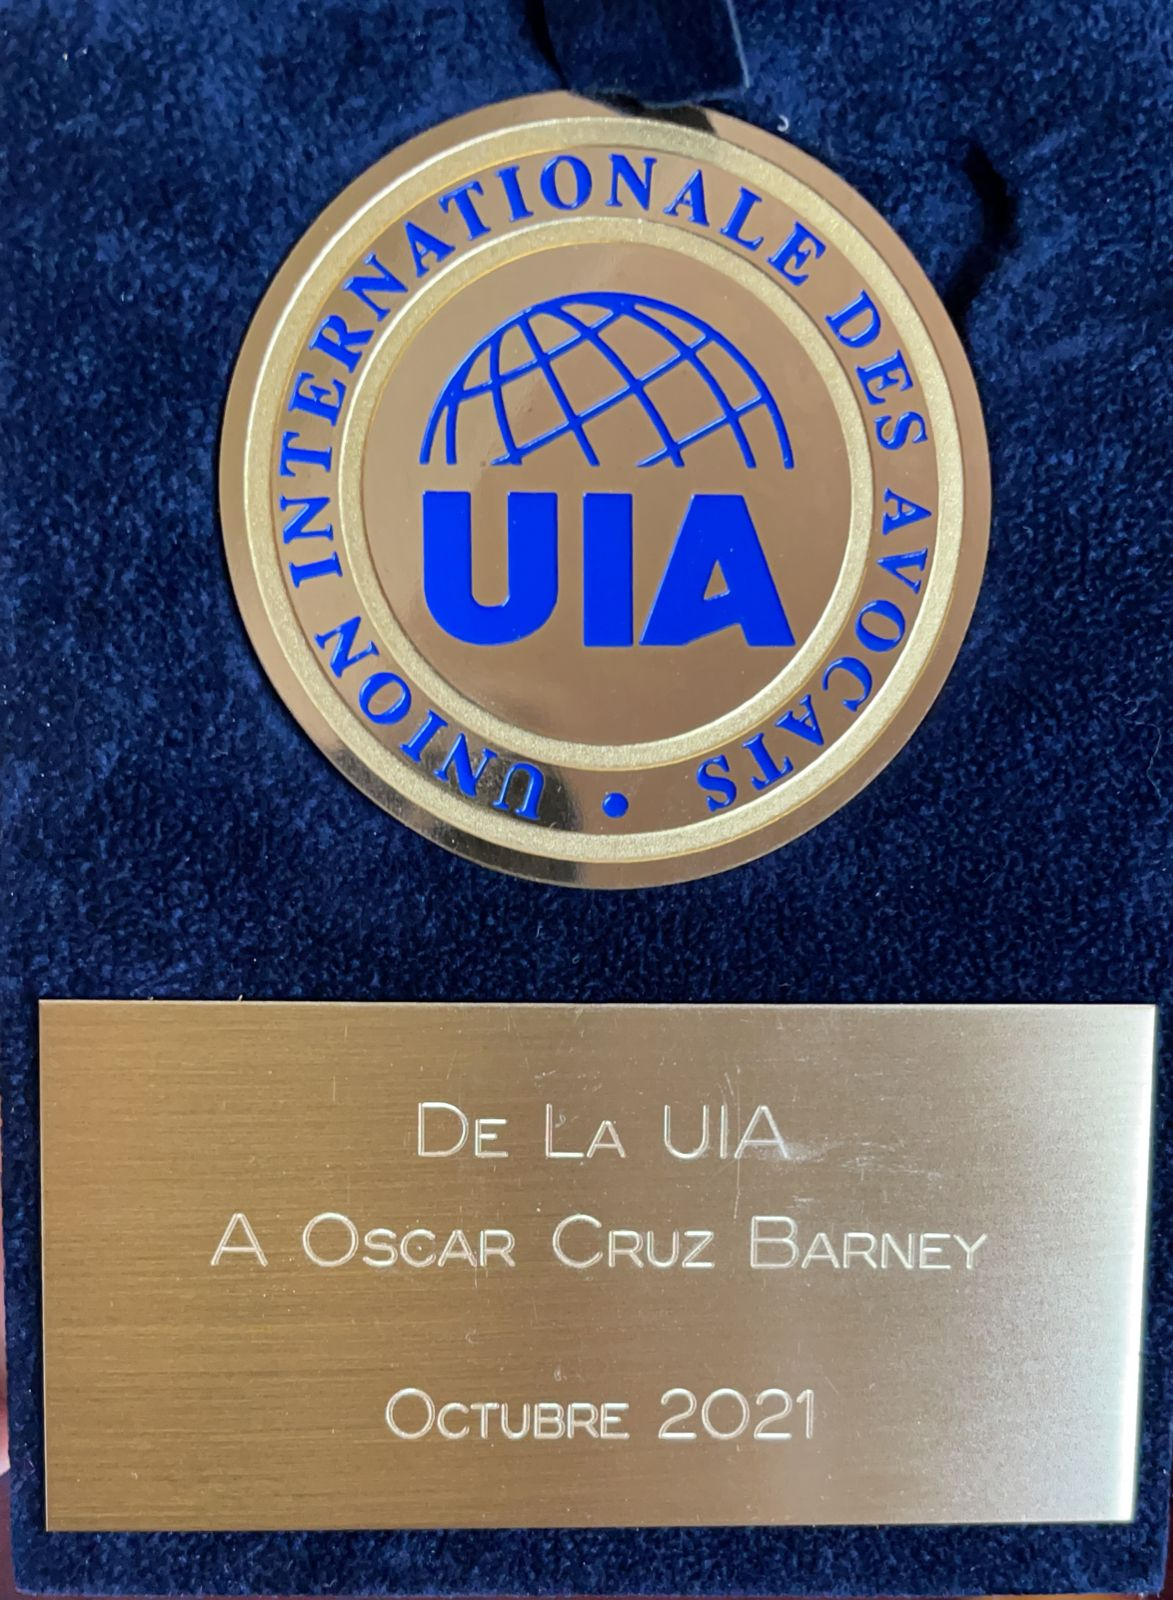 UNION INTERNATIONALE DES AVOCATS •
UIA
De La UIA
A Oscar Cruz Barney
Octubre 2021